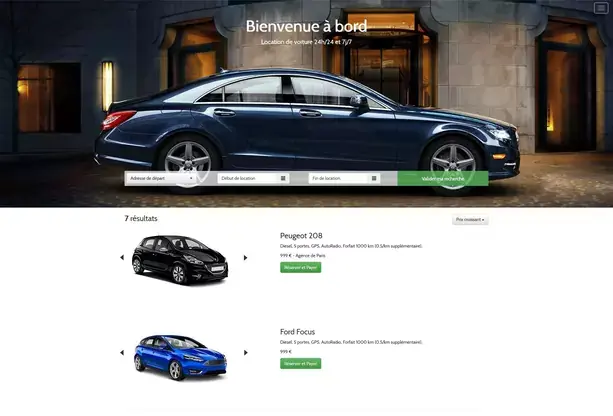 Bienvenue à bord
Location de voiture 24h/24 et 7j/7
Adresse de départ
Début de location
Fin de location
Valider ma recherche
7 résultats
Prix croissant
Peugeot 208
Diesel, 5 portes, GPS, AutoRadio, Forfait 1000 km (0.5/km supplémentaire).
999 € - Agence de Paris
Réserver et Payer
Ford Focus
Diesel, 5 portes, GPS, AutoRadio, Forfait 1000 km (0.5/km supplémentaire).
999 €
Réserver et Payer